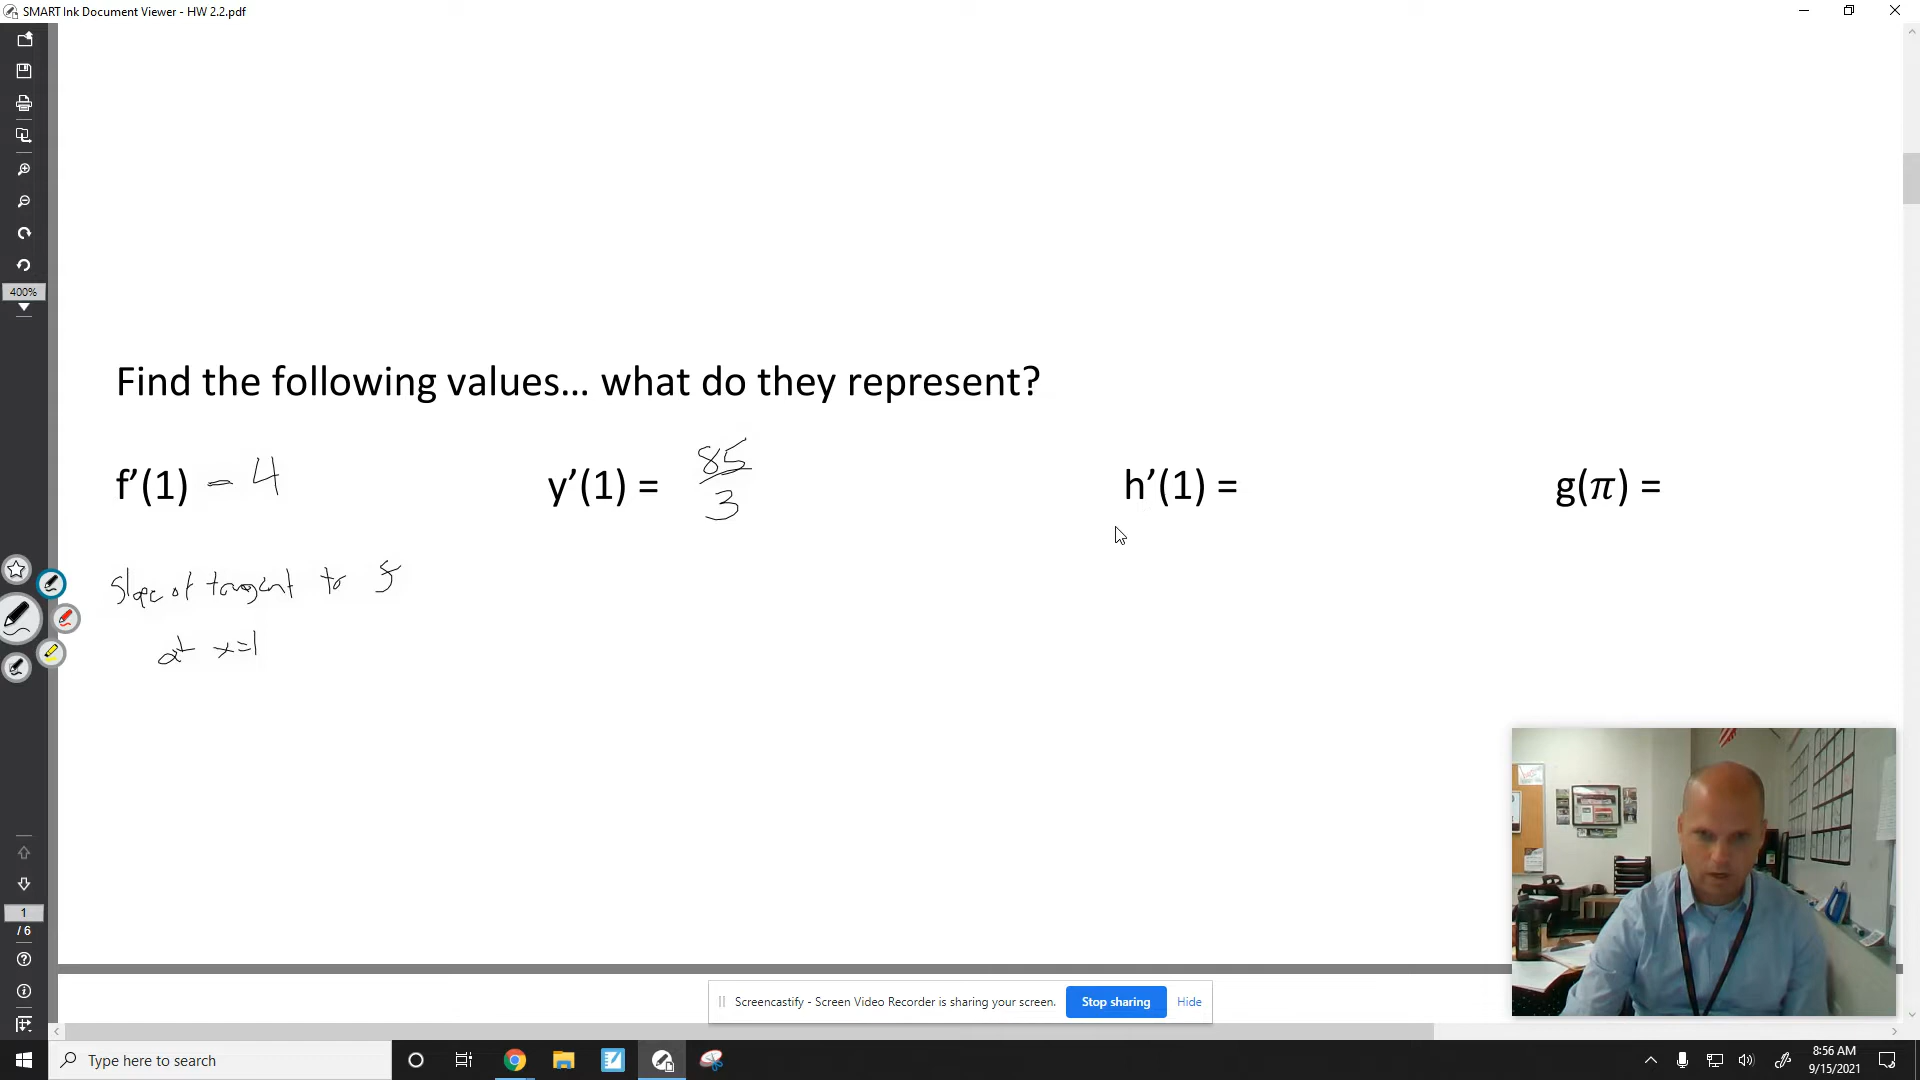 SMART Ink Document Viewer - HW 2.2.pdf
400%
Find the following values... what do they represent?
f’(1) – 4
y’(1) = 85/3
h’(1) =
g(π) =
Slope of tangent to f
at x=1
1
/ 6
Screencastify - Screen Video Recorder is sharing your screen.
Stop sharing
Hide
Type here to search
8:56 AM
9/15/2021